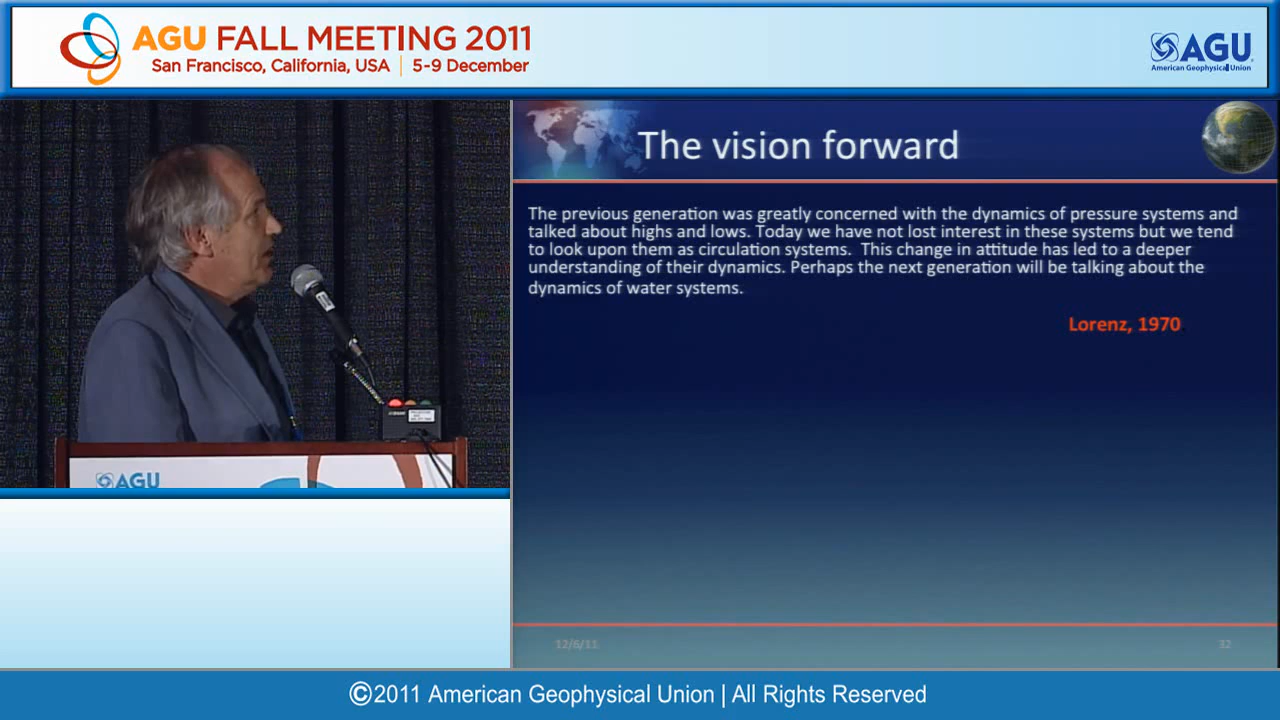 AGU FALL MEETING 2011
San Francisco, California, USA | 5-9 December
AGU
American Geophysical Union
The vision forward
The previous generation was greatly concerned with the dynamics of pressure systems and
talked about highs and lows. Today we have not lost interest in these systems but we tend
to look upon them as circulation systems.  This change in attitude has led to a deeper
understanding of their dynamics. Perhaps the next generation will be talking about the
dynamics of water systems.
Lorenz, 1970
AGU
12/6/11
32
©2011 American Geophysical Union | All Rights Reserved